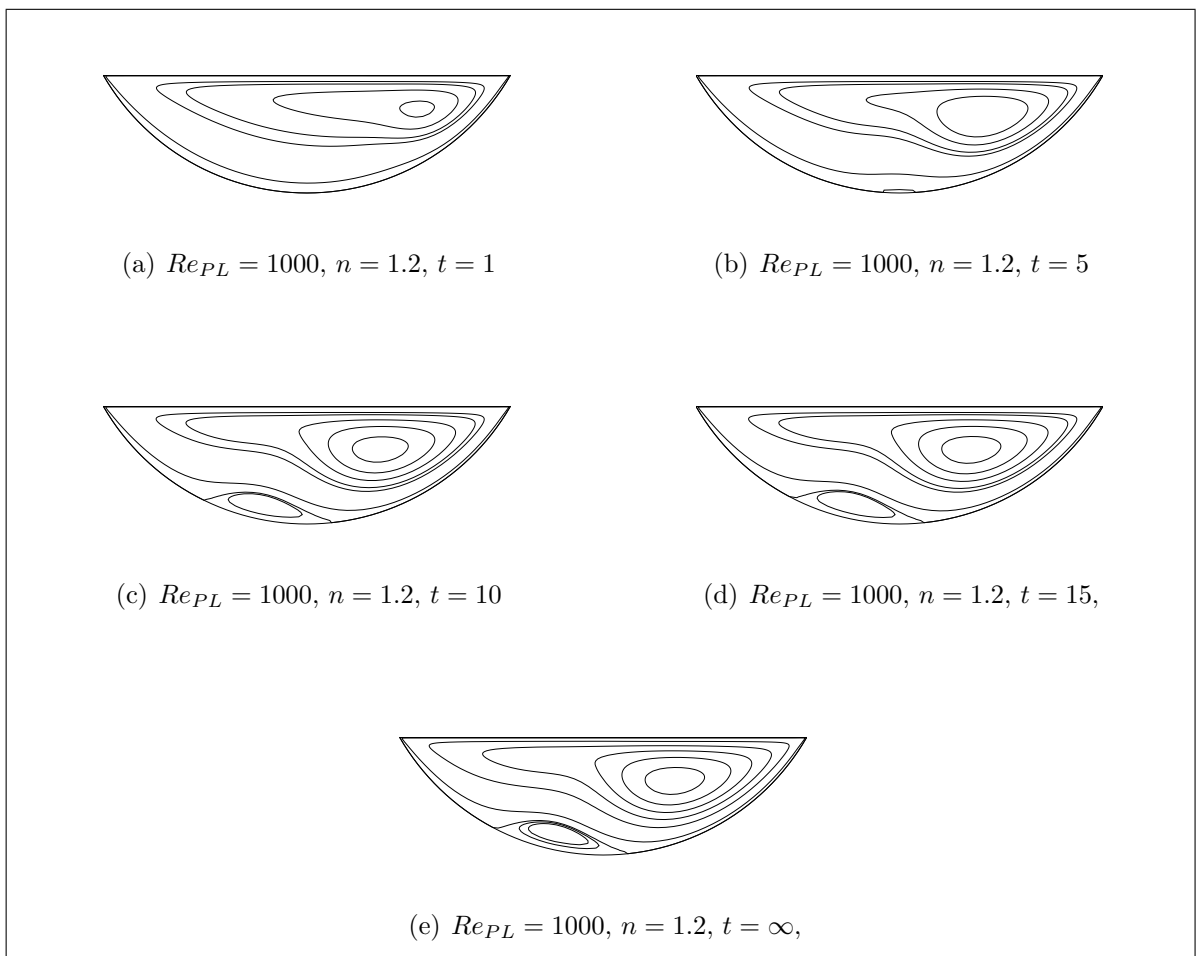 (a) Re_{PL} = 1000, n = 1.2, t = 1
(b) Re_{PL} = 1000, n = 1.2, t = 5
(c) Re_{PL} = 1000, n = 1.2, t = 10
(d) Re_{PL} = 1000, n = 1.2, t = 15,
(e) Re_{PL} = 1000, n = 1.2, t = ∞,